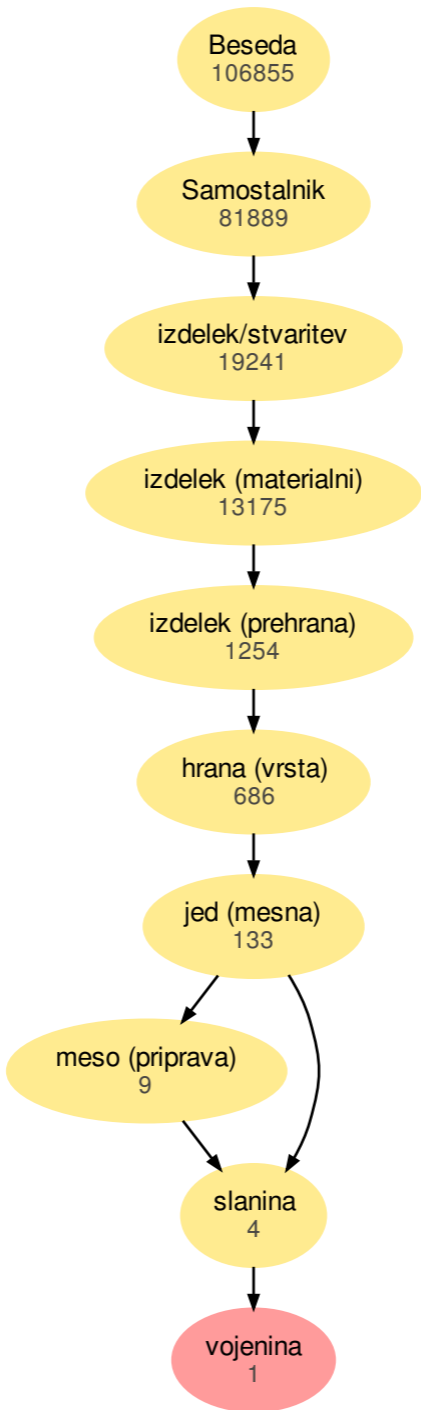 Beseda
106855
Samostalnik
81889
izdelek/stvaritev
19241
izdelek (materialni)
13175
izdelek (prehrana)
1254
hrana (vrsta)
686
jed (mesna)
133
meso (priprava)
9
slanina
4
vojenina
1